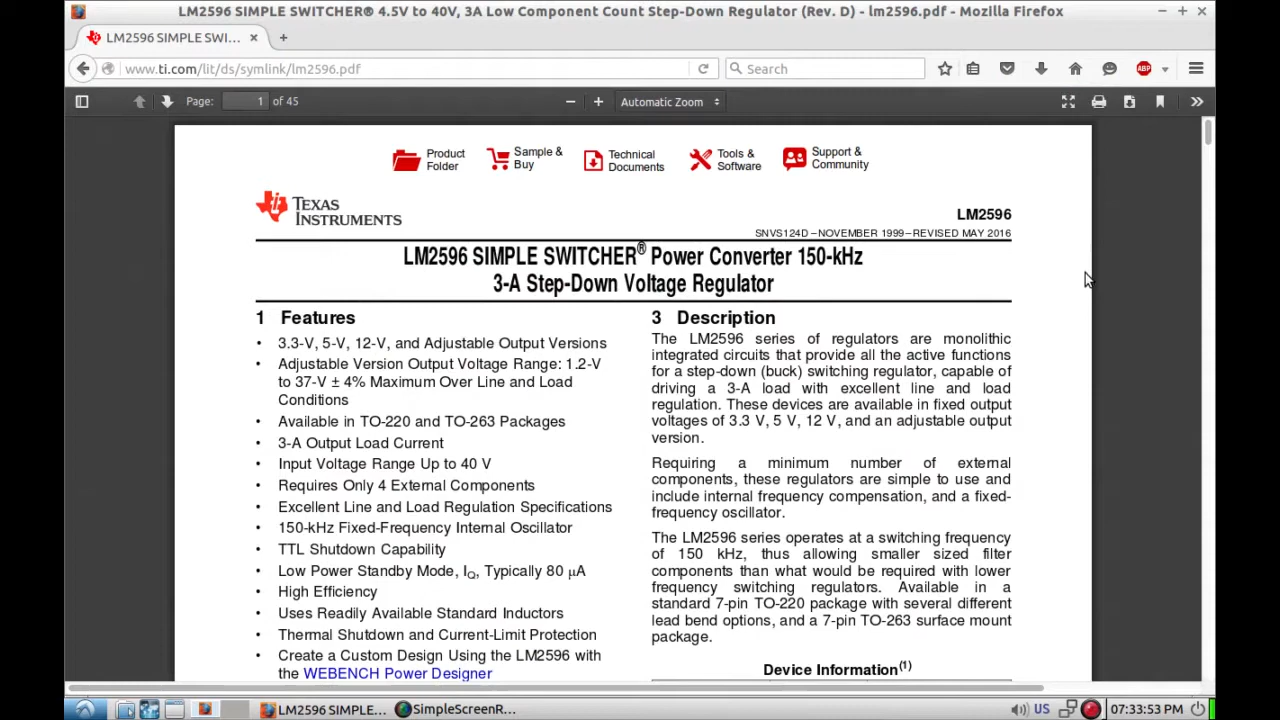 LM2596 SIMPLE SWITCHER® 4.5V to 40V, 3A Low Component Count Step-Down Regulator (Rev. D) - lm2596.pdf - Mozilla Firefox
LM2596 SIMPLE SWI...
www.ti.com/lit/ds/symlink/lm2596.pdf
Search
ABP
Page: 1 of 45
Automatic Zoom
Product
Folder
Sample &
Buy
Technical
Documents
Tools &
Software
Support &
Community
TEXAS
INSTRUMENTS
LM2596
SNVS124D –NOVEMBER 1999–REVISED MAY 2016
LM2596 SIMPLE SWITCHER® Power Converter 150-kHz
3-A Step-Down Voltage Regulator
1 Features
• 3.3-V, 5-V, 12-V, and Adjustable Output Versions
• Adjustable Version Output Voltage Range: 1.2-V
to 37-V ± 4% Maximum Over Line and Load
Conditions
• Available in TO-220 and TO-263 Packages
• 3-A Output Load Current
• Input Voltage Range Up to 40 V
• Requires Only 4 External Components
• Excellent Line and Load Regulation Specifications
• 150-kHz Fixed-Frequency Internal Oscillator
• TTL Shutdown Capability
• Low Power Standby Mode, IQ, Typically 80 μA
• High Efficiency
• Uses Readily Available Standard Inductors
• Thermal Shutdown and Current-Limit Protection
• Create a Custom Design Using the LM2596 with
the WEBENCH Power Designer
3 Description
The LM2596 series of regulators are monolithic
integrated circuits that provide all the active functions
for a step-down (buck) switching regulator, capable of
driving a 3-A load with excellent line and load
regulation. These devices are available in fixed output
voltages of 3.3 V, 5 V, 12 V, and an adjustable output
version.
Requiring a minimum number of external
components, these regulators are simple to use and
include internal frequency compensation, and a fixed-
frequency oscillator.
The LM2596 series operates at a switching frequency
of 150 kHz, thus allowing smaller sized filter
components than what would be required with lower
frequency switching regulators. Available in a
standard 7-pin TO-220 package with several different
lead bend options, and a 7-pin TO-263 surface mount
package.
Device Information(1)
LM2596 SIMPLE S...
SimpleScreenR...
US
07:33:53 PM